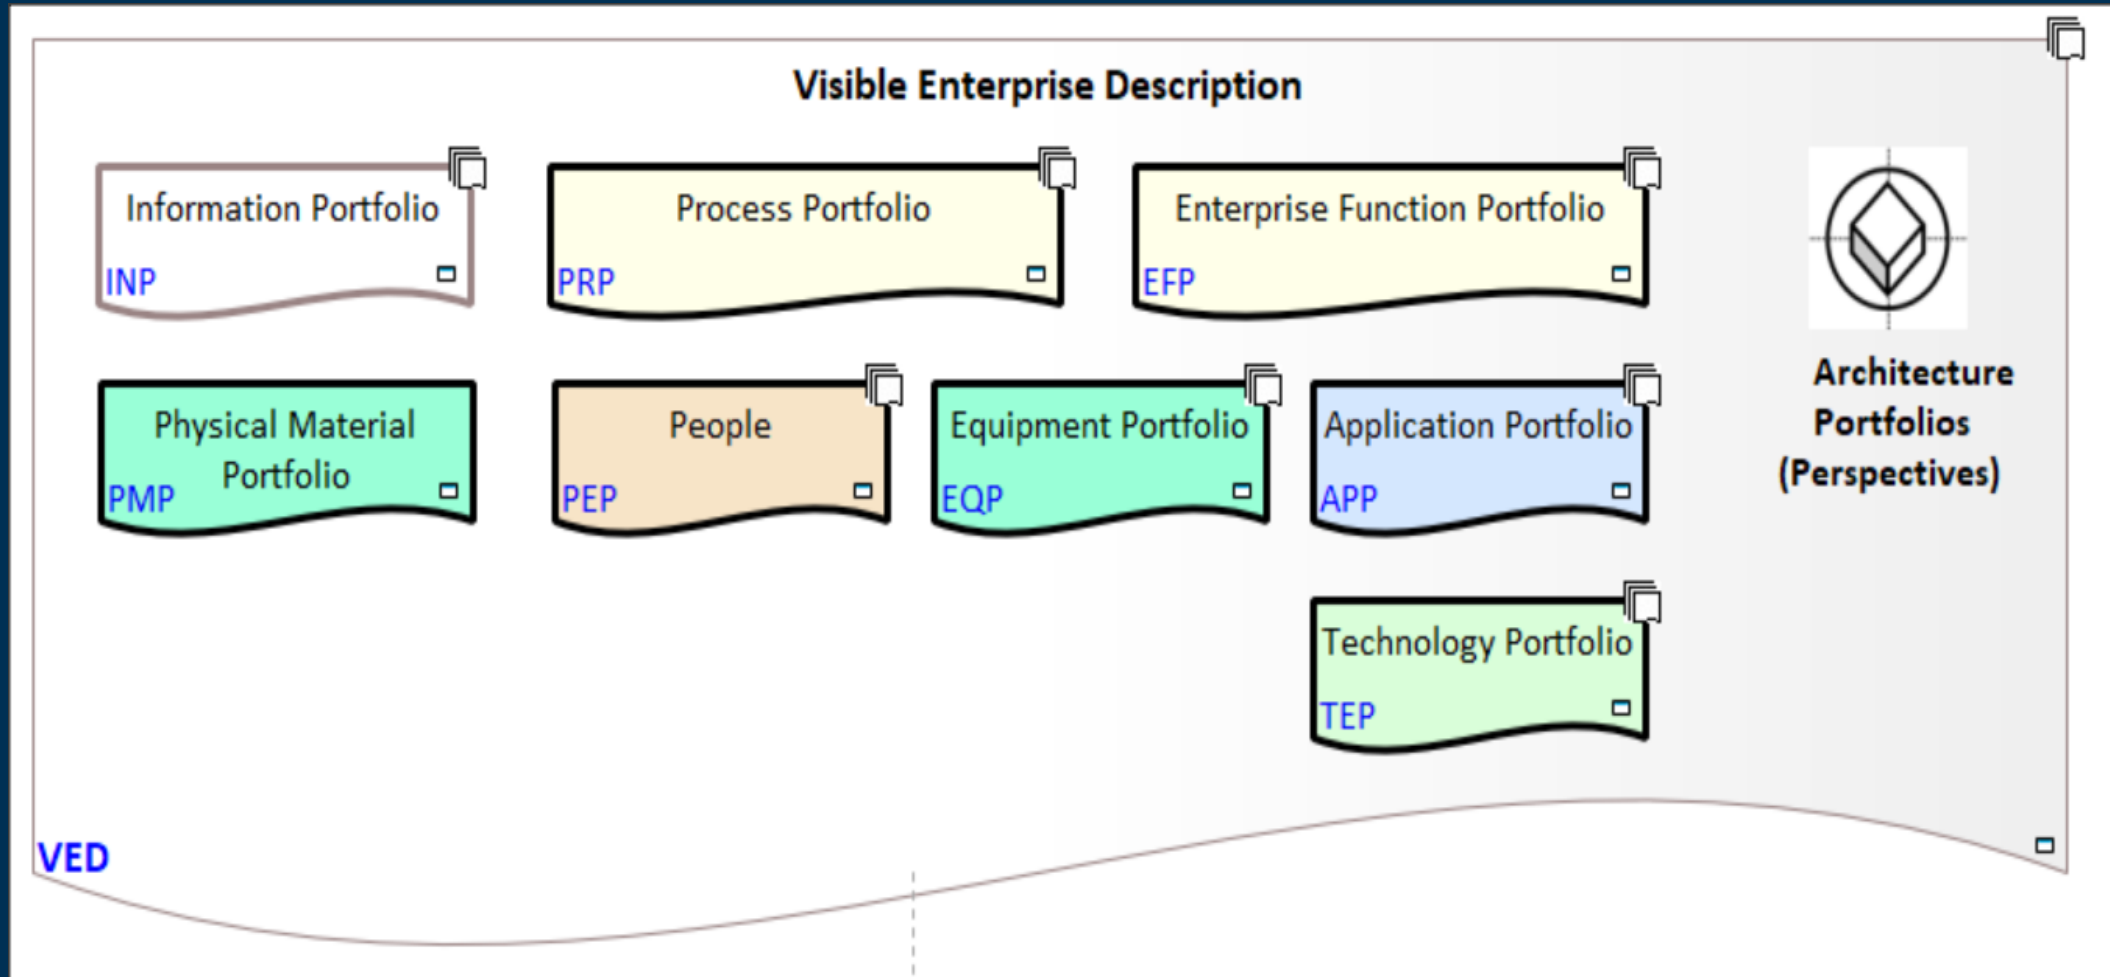 Visible Enterprise Description
Information Portfolio
INP
Process Portfolio
PRP
Enterprise Function Portfolio
EFP
Physical Material
Portfolio
PMP
People
PEP
Equipment Portfolio
EQP
Application Portfolio
APP
Architecture
Portfolios
(Perspectives)
Technology Portfolio
TEP
VED